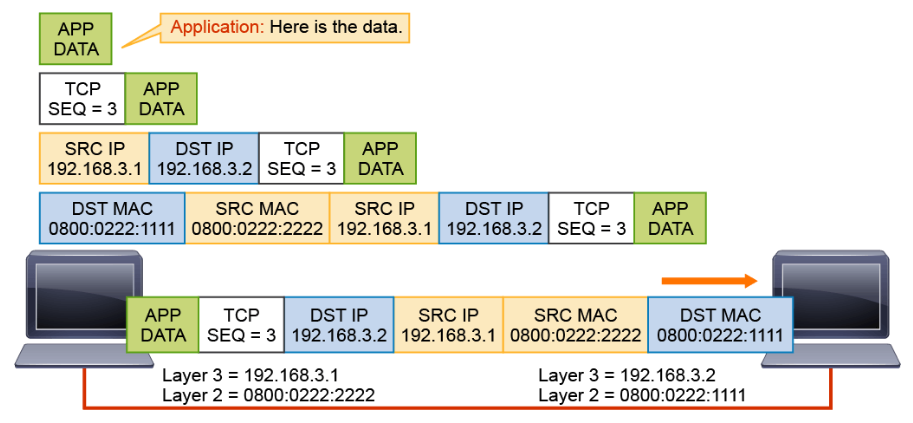 APP
DATA
Application: Here is the data.
TCP
SEQ = 3
APP
DATA
SRC IP
192.168.3.1
DST IP
192.168.3.2
TCP
SEQ = 3
APP
DATA
DST MAC
0800:0222:1111
SRC MAC
0800:0222:2222
SRC IP
192.168.3.1
DST IP
192.168.3.2
TCP
SEQ = 3
APP
DATA
APP
DATA
TCP
SEQ = 3
DST IP
192.168.3.2
SRC IP
192.168.3.1
SRC MAC
0800:0222:2222
DST MAC
0800:0222:1111
Layer 3 = 192.168.3.1
Layer 2 = 0800:0222:2222
Layer 3 = 192.168.3.2
Layer 2 = 0800:0222:1111